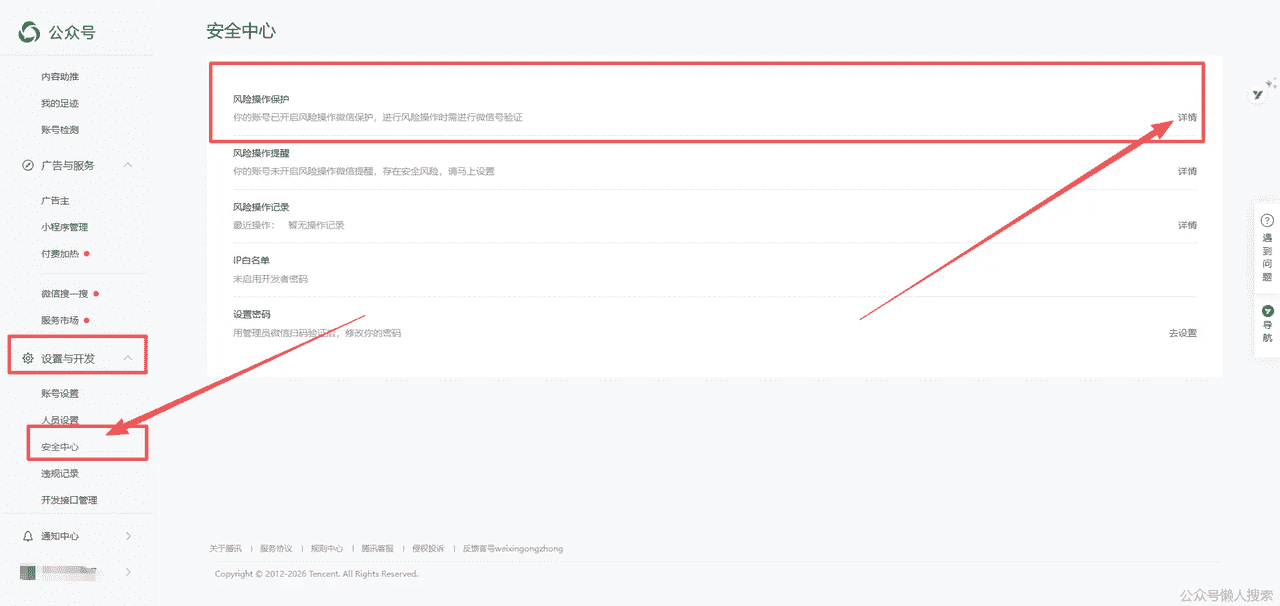 公众号
内容助推
我的足迹
账号检测
广告与服务
广告主
小程序管理
付费加热
微信搜一搜
服务市场
设置与开发
账号设置
人员设置
安全中心
违规记录
开发接口管理
通知中心
安全中心
风险操作保护
你的账号已开启风险操作微信保护，进行风险操作时需进行微信号验证
详情
风险操作提醒
你的账号未开启风险操作微信提醒，存在安全风险，请马上设置
详情
风险操作记录
最近操作： 暂无操作记录
详情
IP白名单
未启用开发者密码
设置密码
用管理员微信扫码验证后，修改你的密码
去设置
遇到问题
导航
关于腾讯 | 服务协议 | 规则中心 | 腾讯客服 | 侵权投诉 | 反馈官号weixingongzhong
Copyright © 2012-2026 Tencent. All Rights Reserved.
公众号懒人搜索